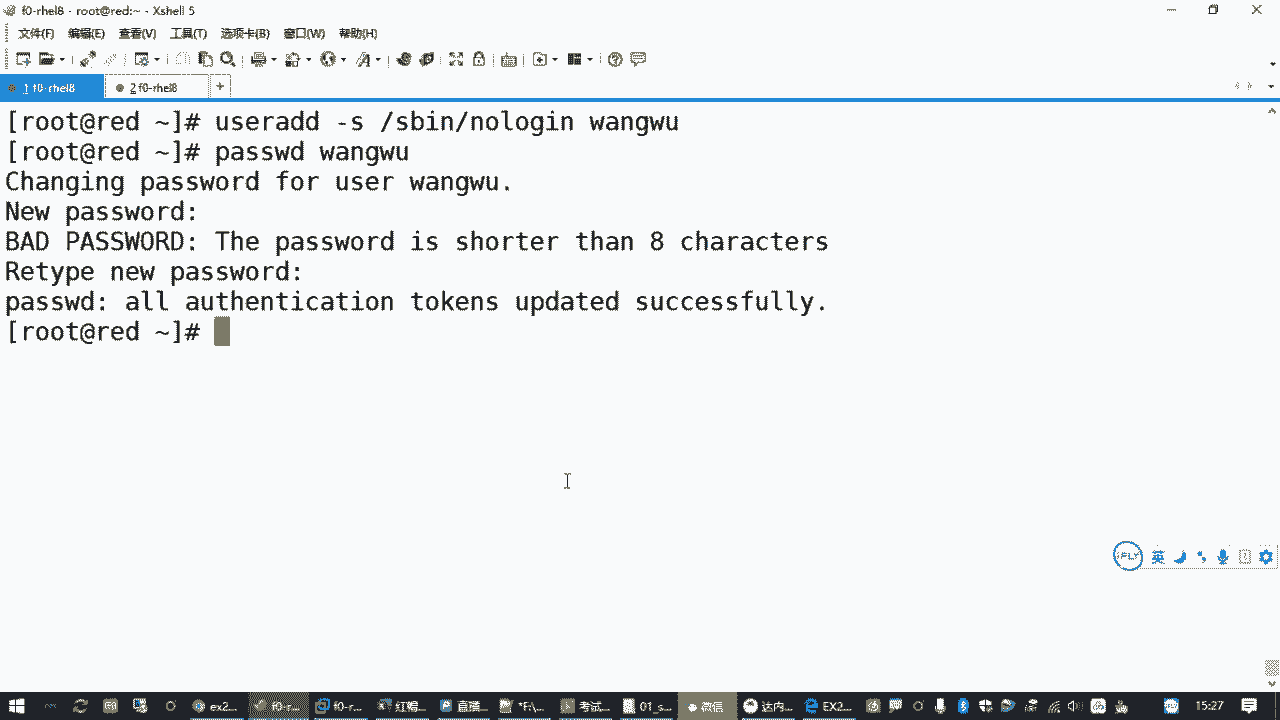 f0-rhel8 - root@red:~ - Xshell 5
文件(F) 编辑(E) 查看(V) 工具(T) 选项卡(B) 窗口(W) 帮助(H)
1 f0-rhel8 2 f0-rhel8 +
[root@red ~]# useradd -s /sbin/nologin wangwu
[root@red ~]# passwd wangwu
Changing password for user wangwu.
New password:
BAD PASSWORD: The password is shorter than 8 characters
Retype new password:
passwd: all authentication tokens updated successfully.
[root@red ~]#
iFLY 英
ex2... f0-r... f0-r... 红帽... 直播... *F:\... 考试... 01_s... 微信 达内... EX2... 15:27